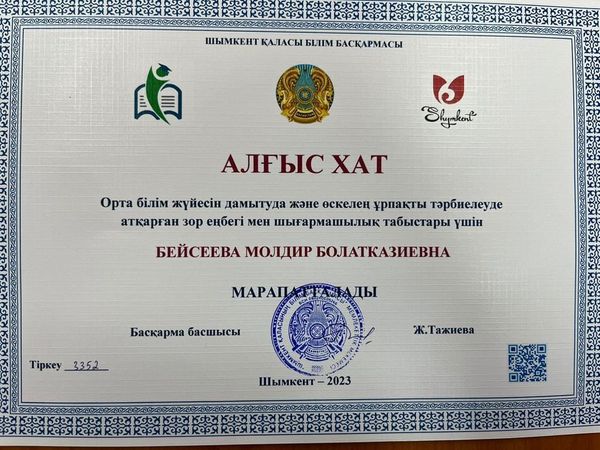 ШЫМКЕНТ ҚАЛАСЫ БІЛІМ БАСҚАРМАСЫ
Shymkent
АЛҒЫС ХАТ
Орта білім жүйесін дамытуда және өскелең ұрпақты тәрбиелеуде
атқарған зор еңбегі мен шығармашылық табыстары үшін
БЕЙСЕЕВА МОЛДИР БОЛАТКАЗИЕВНА
МАРАПАТТАЛАДЫ
Басқарма басшысы Ж.Тажиева
Тіркеу 3352
Шымкент – 2023